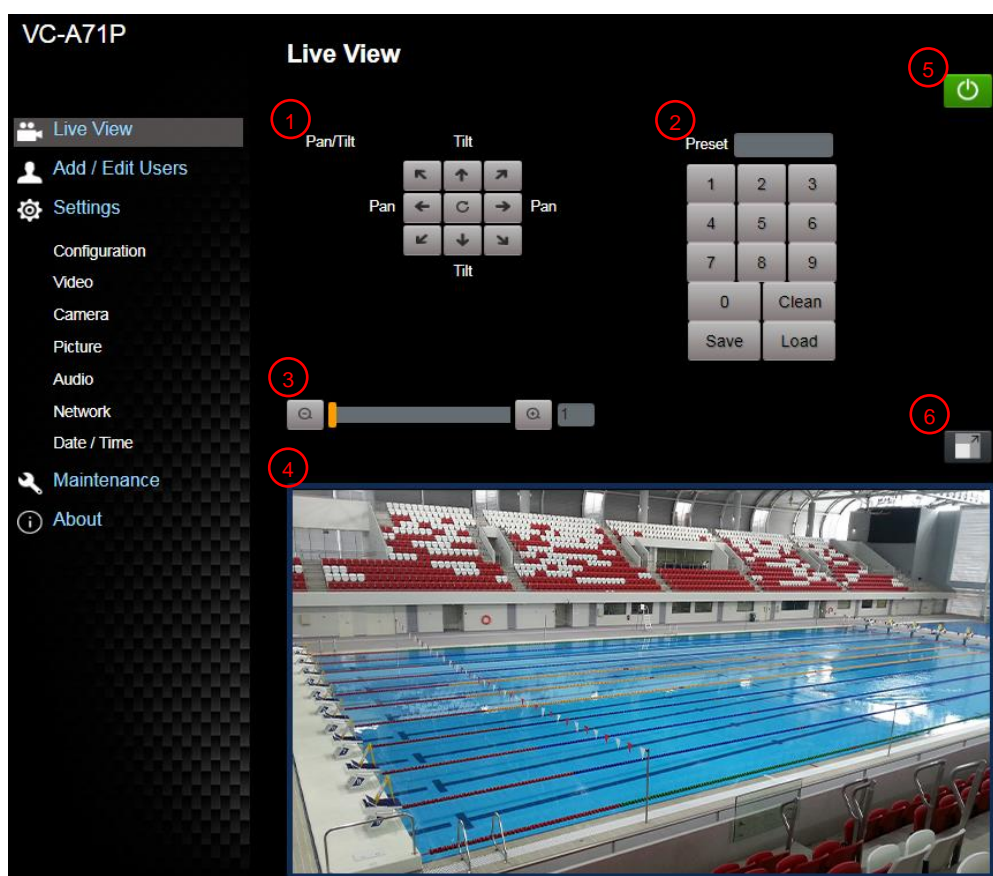 VC-A71P
Live View
5
Live View
Add / Edit Users
Settings
Configuration
Video
Camera
Picture
Audio
Network
Date / Time
Maintenance
About
1
Pan/Tilt
Tilt
Pan
Pan
Tilt
2
Preset
1 2 3
4 5 6
7 8 9
0 Clean
Save Load
3
1
6
4